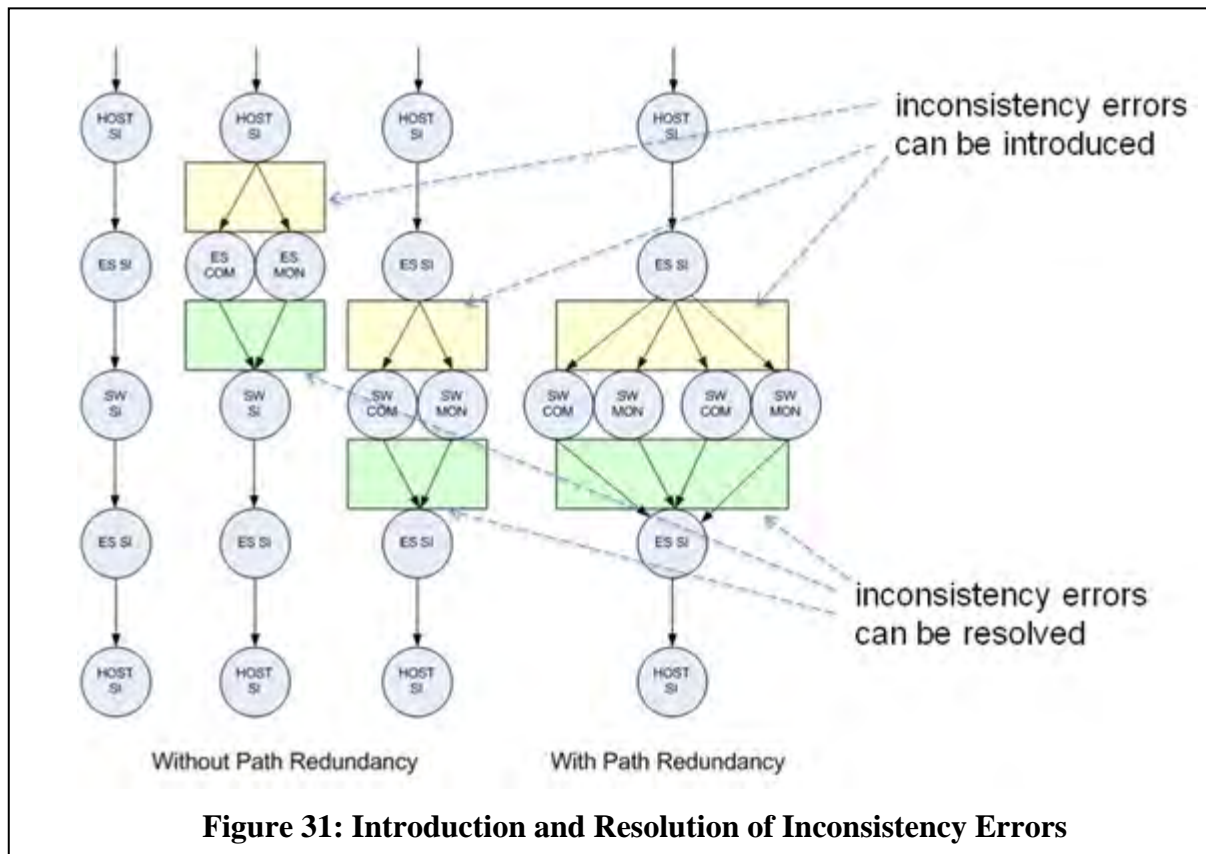 HOST SI
HOST SI
HOST SI
HOST SI
inconsistency errors
can be introduced
ES SI
ES COM
ES MON
ES SI
ES SI
SW SI
SW SI
SW COM
SW MON
SW COM
SW MON
SW COM
SW MON
ES SI
ES SI
ES SI
ES SI
inconsistency errors
can be resolved
HOST SI
HOST SI
HOST SI
HOST SI
Without Path Redundancy
With Path Redundancy
Figure 31: Introduction and Resolution of Inconsistency Errors